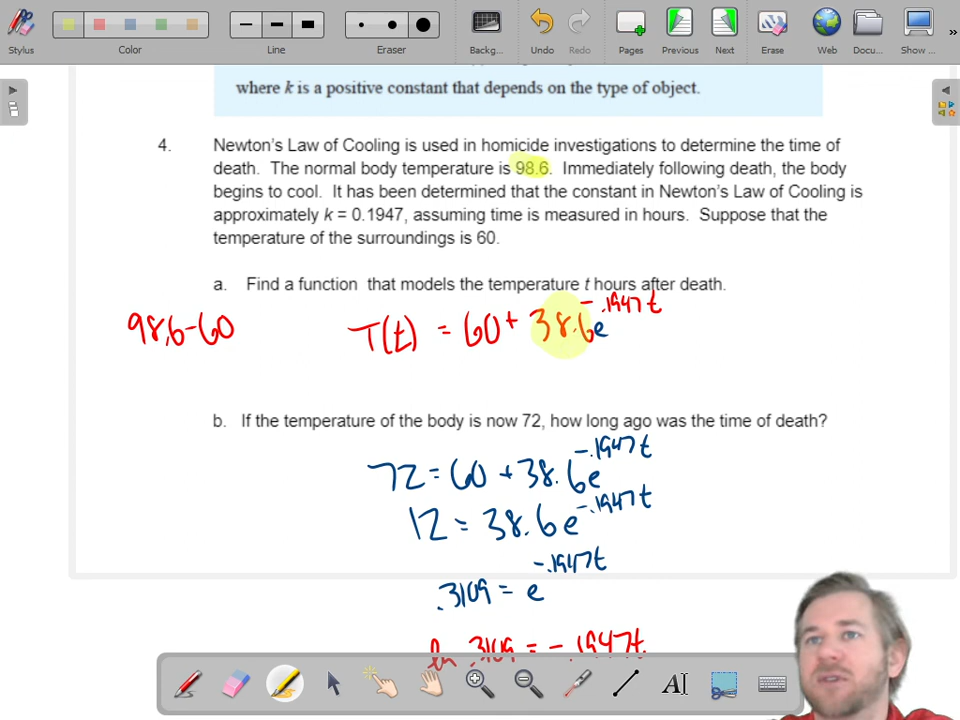 Stylus Color Line Eraser Backg... Undo Redo Pages Previous Next Erase Web Docu... Show ... »
where k is a positive constant that depends on the type of object.
4. Newton's Law of Cooling is used in homicide investigations to determine the time of
death. The normal body temperature is 98.6. Immediately following death, the body
begins to cool. It has been determined that the constant in Newton's Law of Cooling is
approximately k = 0.1947, assuming time is measured in hours. Suppose that the
temperature of the surroundings is 60.
a. Find a function that models the temperature t hours after death.
98.6-60 T(t) = 60 + 38.6e^-.1947t
b. If the temperature of the body is now 72, how long ago was the time of death?
72 = 60 + 38.6e^-.1947t
12 = 38.6e^-.1947t
.3109 = e^-.1947t
ln .3109 = -.1947t
A